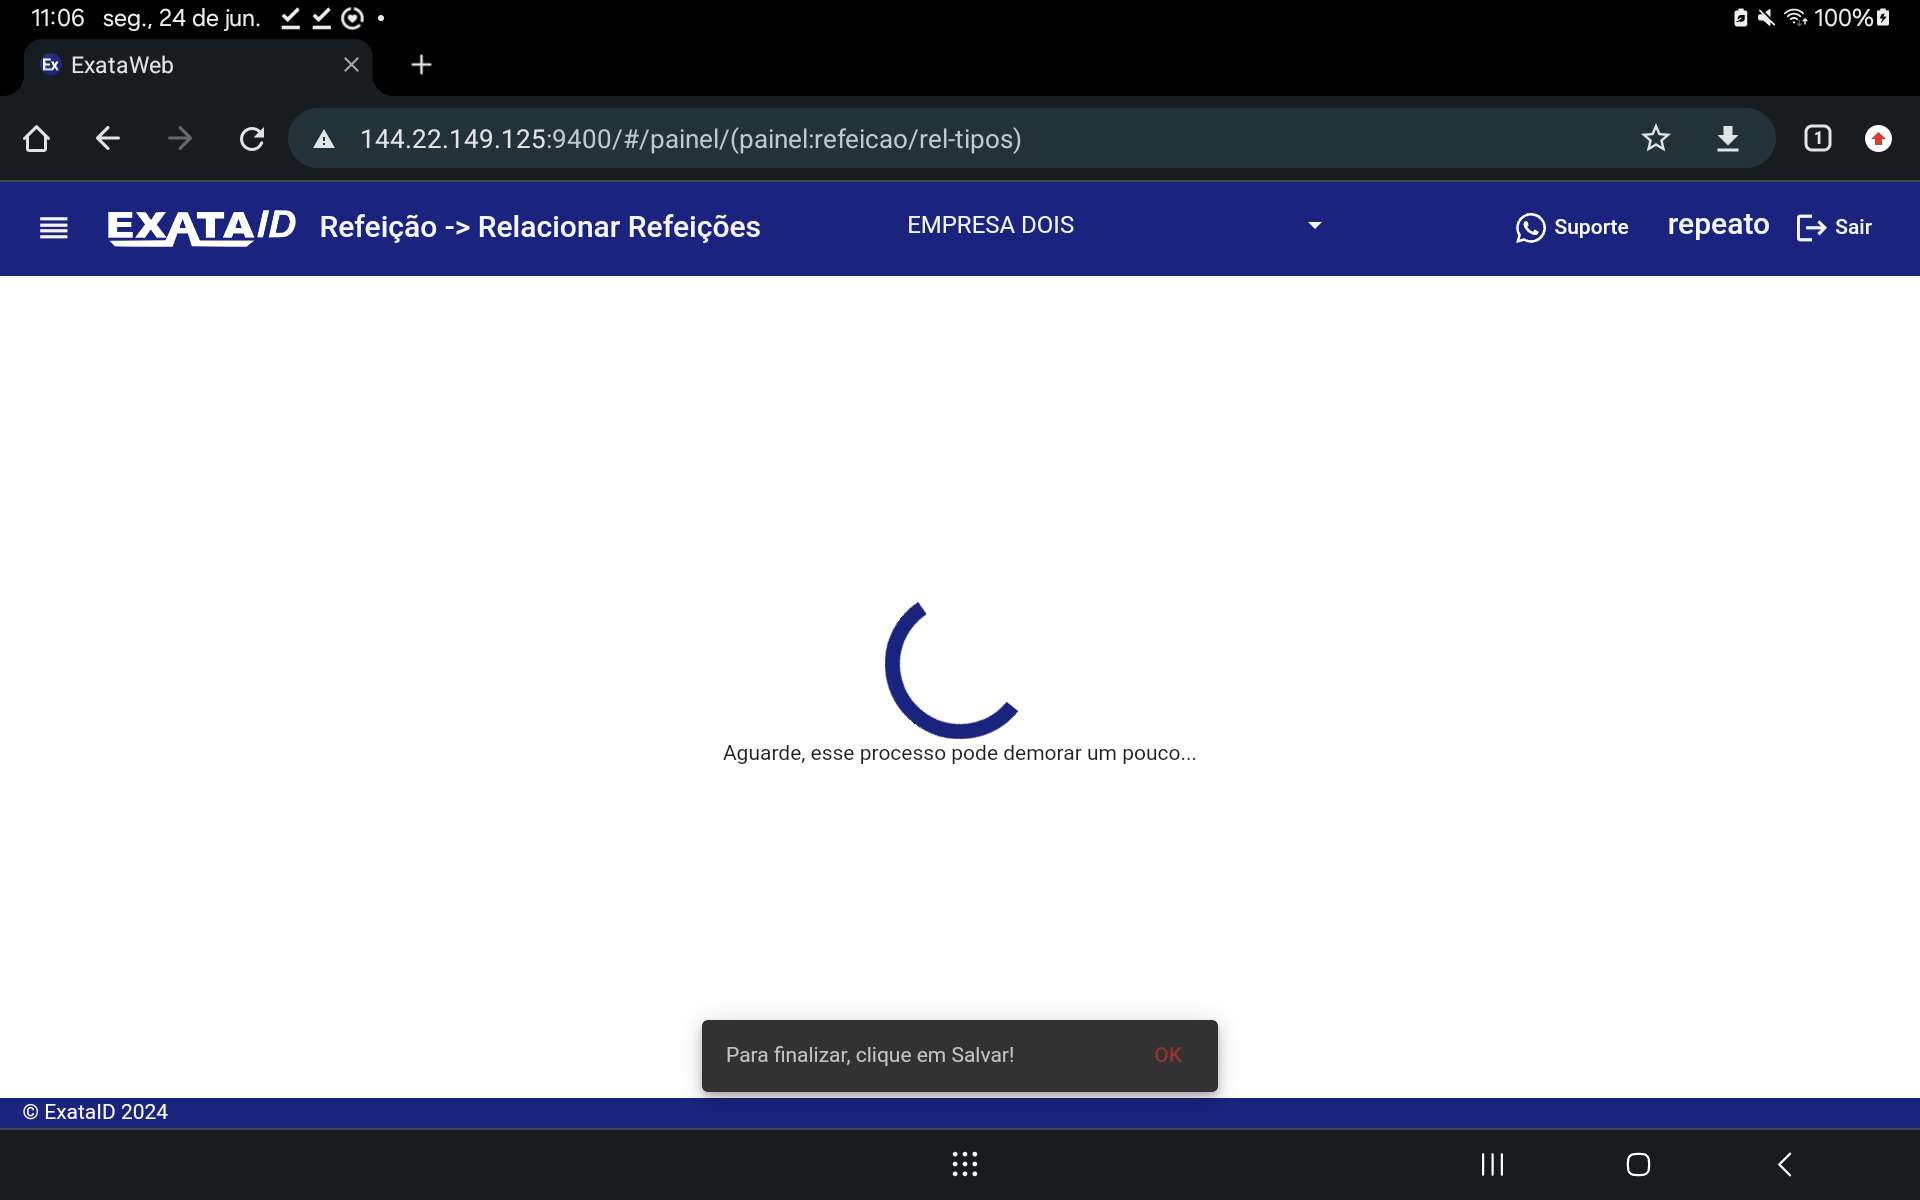 11:06 seg., 24 de jun. 100%
Ex ExataWeb
144.22.149.125:9400/#/painel/(painel:refeicao/rel-tipos) 1
EXATAID Refeição -> Relacionar Refeições EMPRESA DOIS Suporte repeato Sair
Aguarde, esse processo pode demorar um pouco...
Para finalizar, clique em Salvar! OK
© ExataID 2024